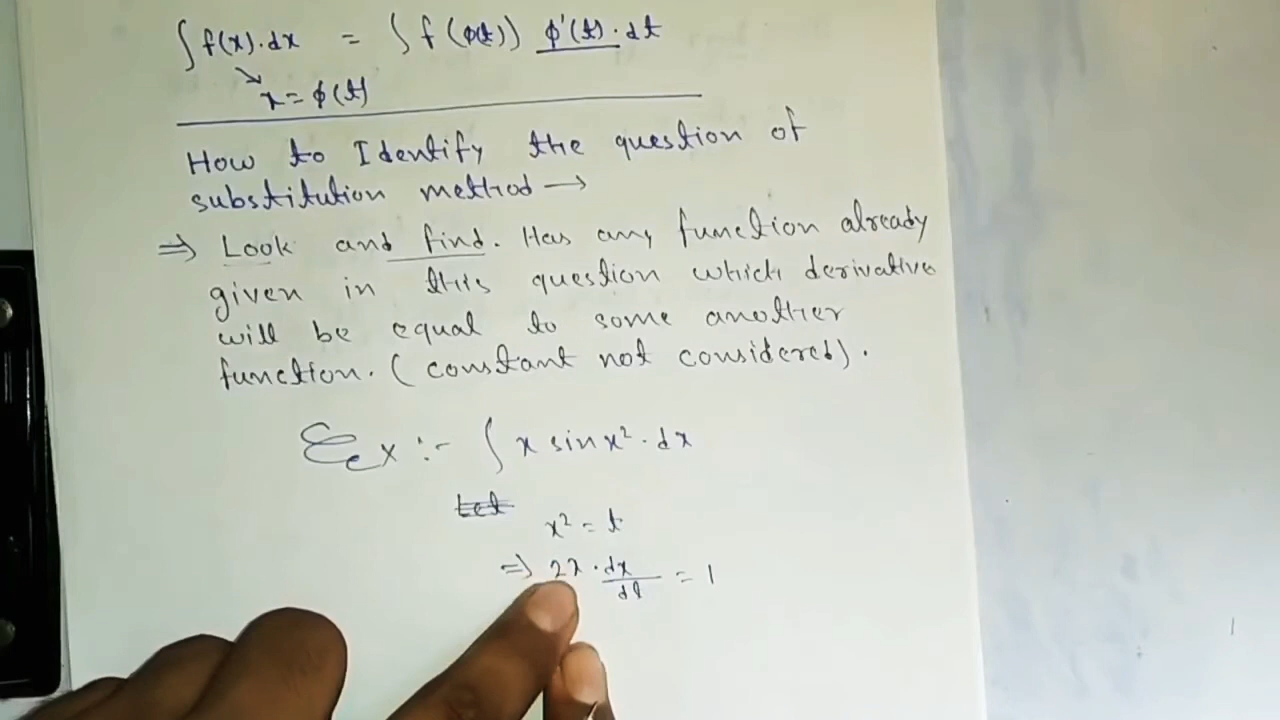 ∫ f(x)·dx = ∫ f(ϕ(t)) ϕ'(t)·dt
x = ϕ(t)
How to Identify the question of
substitution method →
⇒ Look and find. Has any function already
given in this question which derivative
will be equal to some another
function. (constant not considered).
Ex :- ∫ x sin x²·dx
Let
x² = t
⇒ 2x·dx/dt = 1